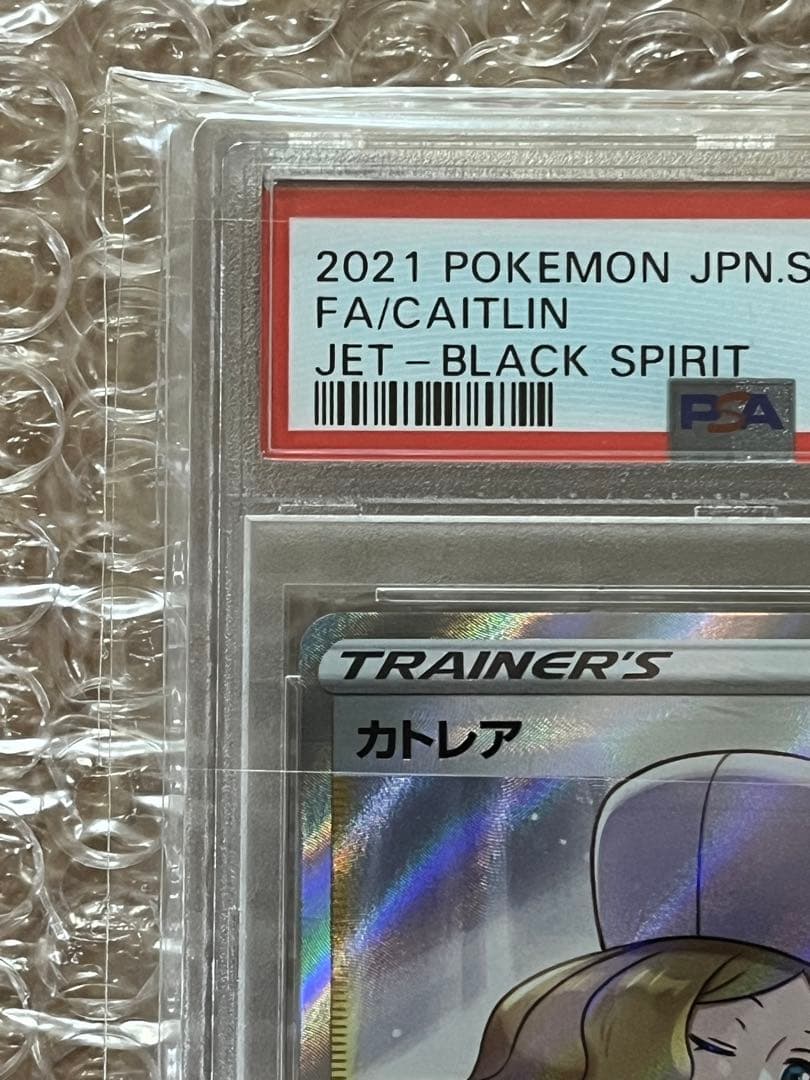 2021 POKEMON JPN.S
FA/CAITLIN
JET-BLACK SPIRIT
PSA
TRAINER'S
カトレア